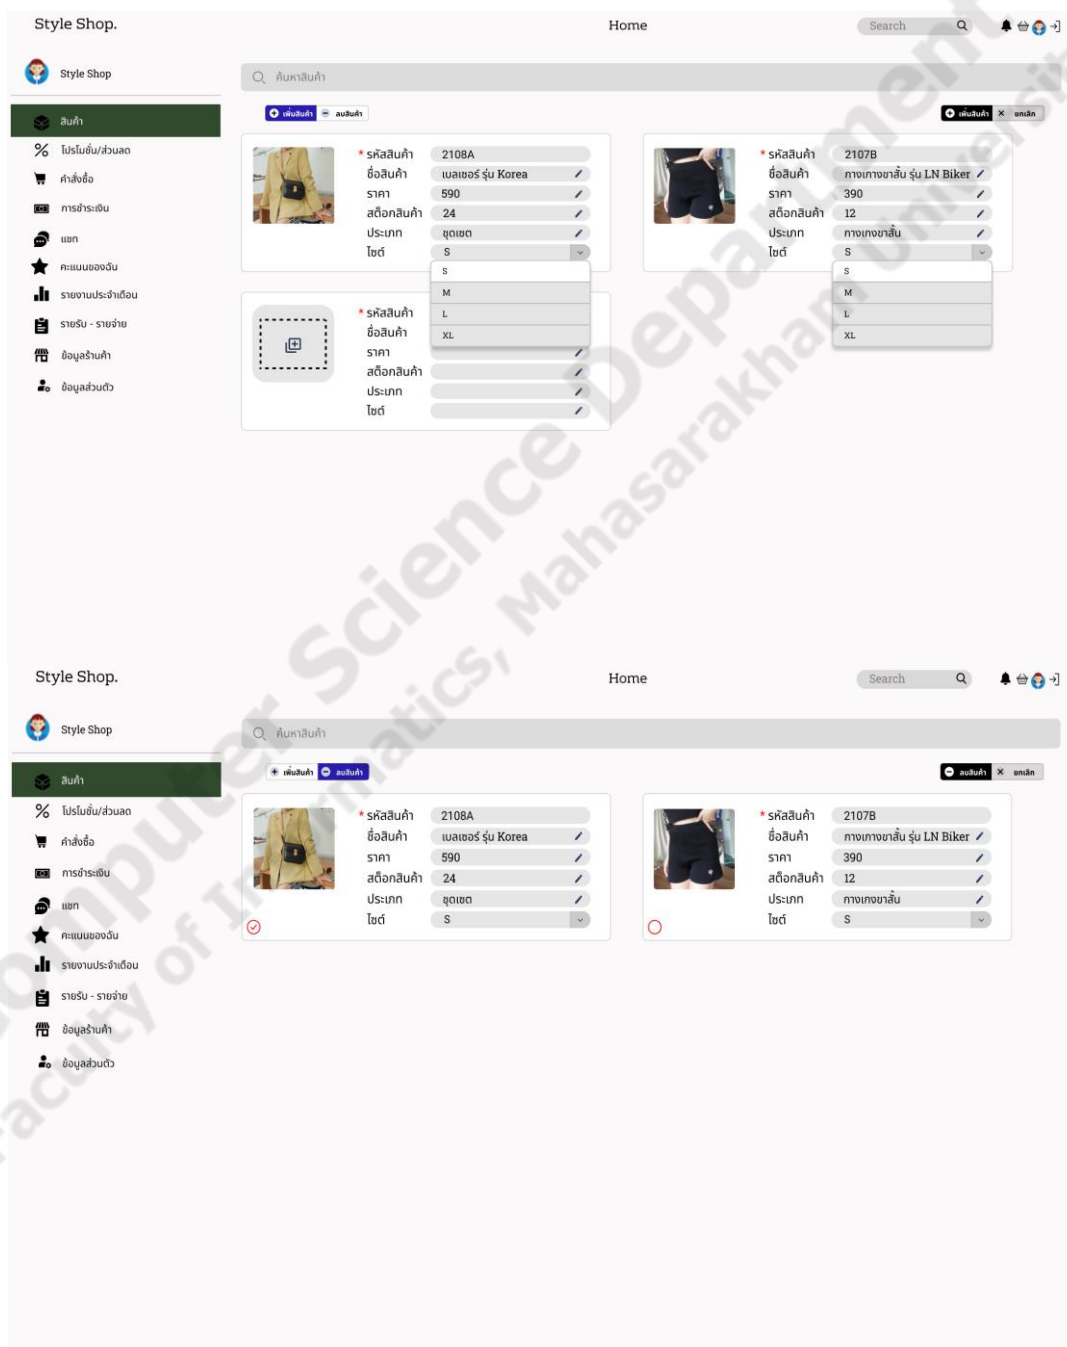 Style Shop.
Home
Search
Style Shop
ค้นหาสินค้า
เพิ่มสินค้า ลบสินค้า
เพิ่มสินค้า × ยกเลิก
สินค้า
โปรโมชั่น/ส่วนลด
คำสั่งซื้อ
การชำระเงิน
แชท
คะแนนของฉัน
รายงานประจำเดือน
รายรับ - รายจ่าย
ข้อมูลร้านค้า
ข้อมูลส่วนตัว
* รหัสสินค้า 2108A
ชื่อสินค้า เบลเซอร์ รุ่น Korea
ราคา 590
สต็อกสินค้า 24
ประเภท ชุดเซต
ไซต์ S
S
M
L
XL
* รหัสสินค้า 2107B
ชื่อสินค้า กางเกางขาสั้น รุ่น LN Biker
ราคา 390
สต็อกสินค้า 12
ประเภท กางเกงขาสั้น
ไซต์ S
S
M
L
XL
* รหัสสินค้า
ชื่อสินค้า
ราคา
สต็อกสินค้า
ประเภท
ไซต์
Style Shop.
Home
Search
Style Shop
ค้นหาสินค้า
เพิ่มสินค้า ลบสินค้า
ลบสินค้า × ยกเลิก
สินค้า
โปรโมชั่น/ส่วนลด
คำสั่งซื้อ
การชำระเงิน
แชท
คะแนนของฉัน
รายงานประจำเดือน
รายรับ - รายจ่าย
ข้อมูลร้านค้า
ข้อมูลส่วนตัว
* รหัสสินค้า 2108A
ชื่อสินค้า เบลเซอร์ รุ่น Korea
ราคา 590
สต็อกสินค้า 24
ประเภท ชุดเซต
ไซต์ S
* รหัสสินค้า 2107B
ชื่อสินค้า กางเกางขาสั้น รุ่น LN Biker
ราคา 390
สต็อกสินค้า 12
ประเภท กางเกงขาสั้น
ไซต์ S
Computer Science Department,
Faculty of Informatics, Mahasarakham University